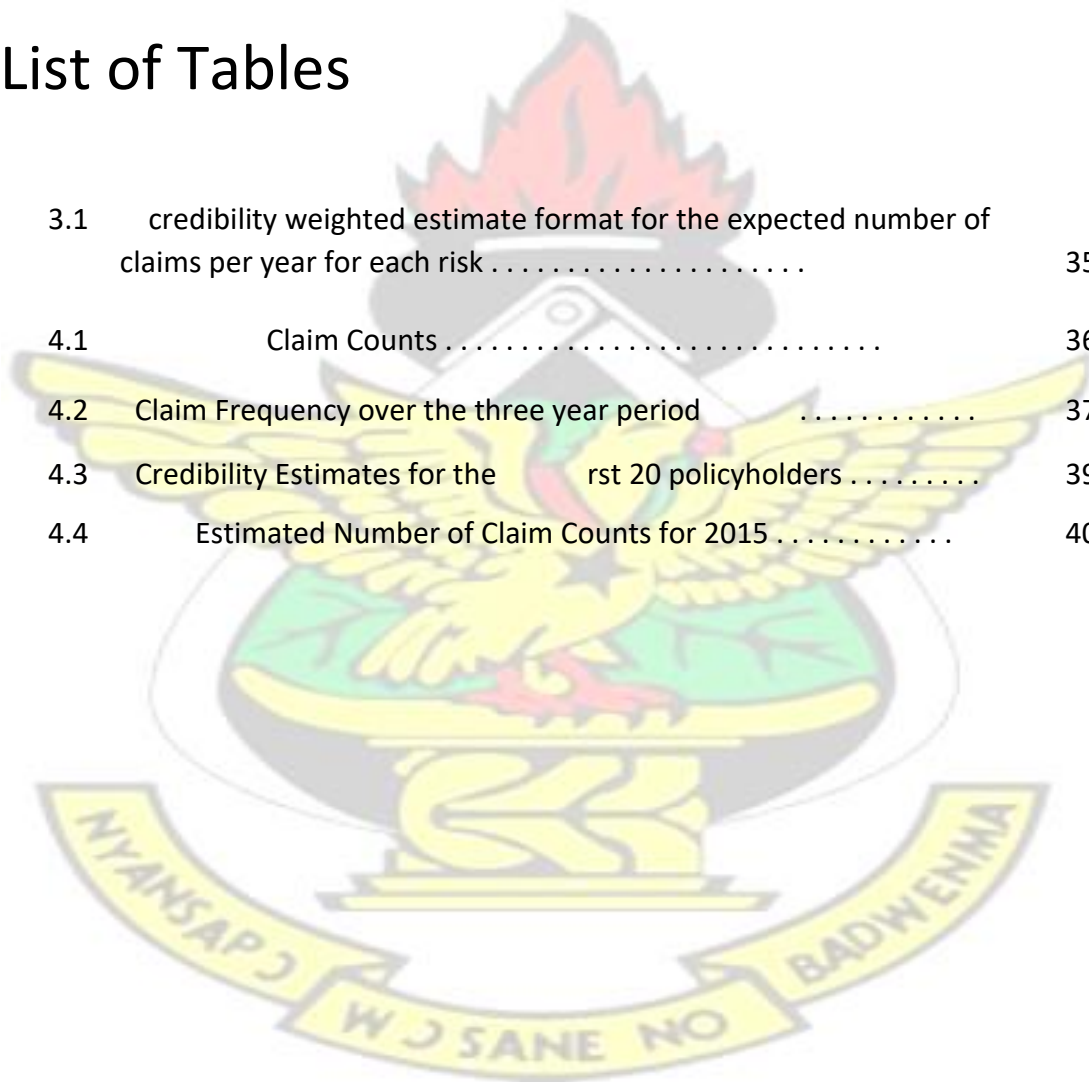 List of Tables
3.1 credibility weighted estimate format for the expected number of
claims per year for each risk . . . . . . . . . . . . . . . . . . . . . 35
4.1 Claim Counts . . . . . . . . . . . . . . . . . . . . . . . . . . . . . 36
4.2 Claim Frequency over the three year period . . . . . . . . . . . . 37
4.3 Credibility Estimates for the rst 20 policyholders . . . . . . . . . 39
4.4 Estimated Number of Claim Counts for 2015 . . . . . . . . . . . . 40
NYANSAPƆ
WƆSANE NO
BADWENMA